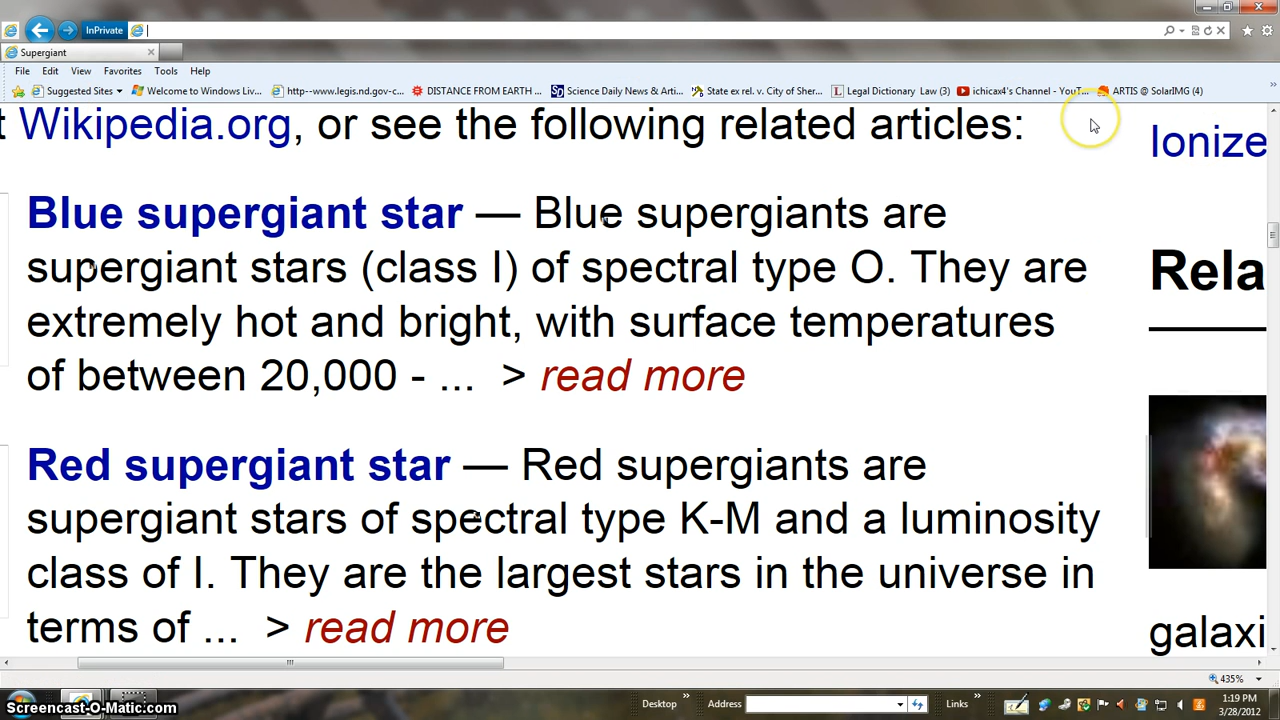 InPrivate
Supergiant
File Edit View Favorites Tools Help
Suggested Sites Welcome to Windows Liv... http--www.legis.nd.gov-c... DISTANCE FROM EARTH ... Sp Science Daily News & Arti... State ex rel. v. City of Sher... L Legal Dictionary Law (3) ichicax4's Channel - YouT... ARTIS @ SolarIMG (4)
t Wikipedia.org, or see the following related articles:
Ionize
Blue supergiant star — Blue supergiants are
supergiant stars (class I) of spectral type O. They are
extremely hot and bright, with surface temperatures
of between 20,000 - ... > read more
Rela
Red supergiant star — Red supergiants are
supergiant stars of spectral type K-M and a luminosity
class of I. They are the largest stars in the universe in
terms of ... > read more
galaxi
435%
Desktop » Address Links »
1:19 PM
3/28/2012
Screencast-O-Matic.com